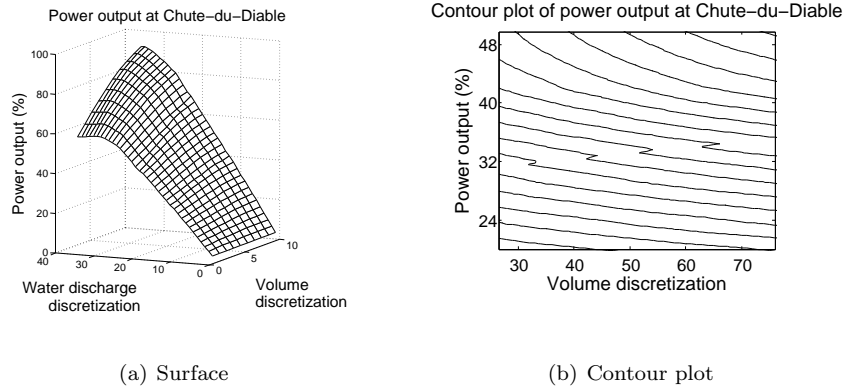 Power output at Chute−du−Diable
100
80
60
40
20
0
Power output (%)
40
30
20
10
0
0
5
10
Water discharge
discretization
Volume
discretization
(a) Surface
Contour plot of power output at Chute−du−Diable
48
40
32
24
Power output (%)
30
40
50
60
70
Volume discretization
(b) Contour plot